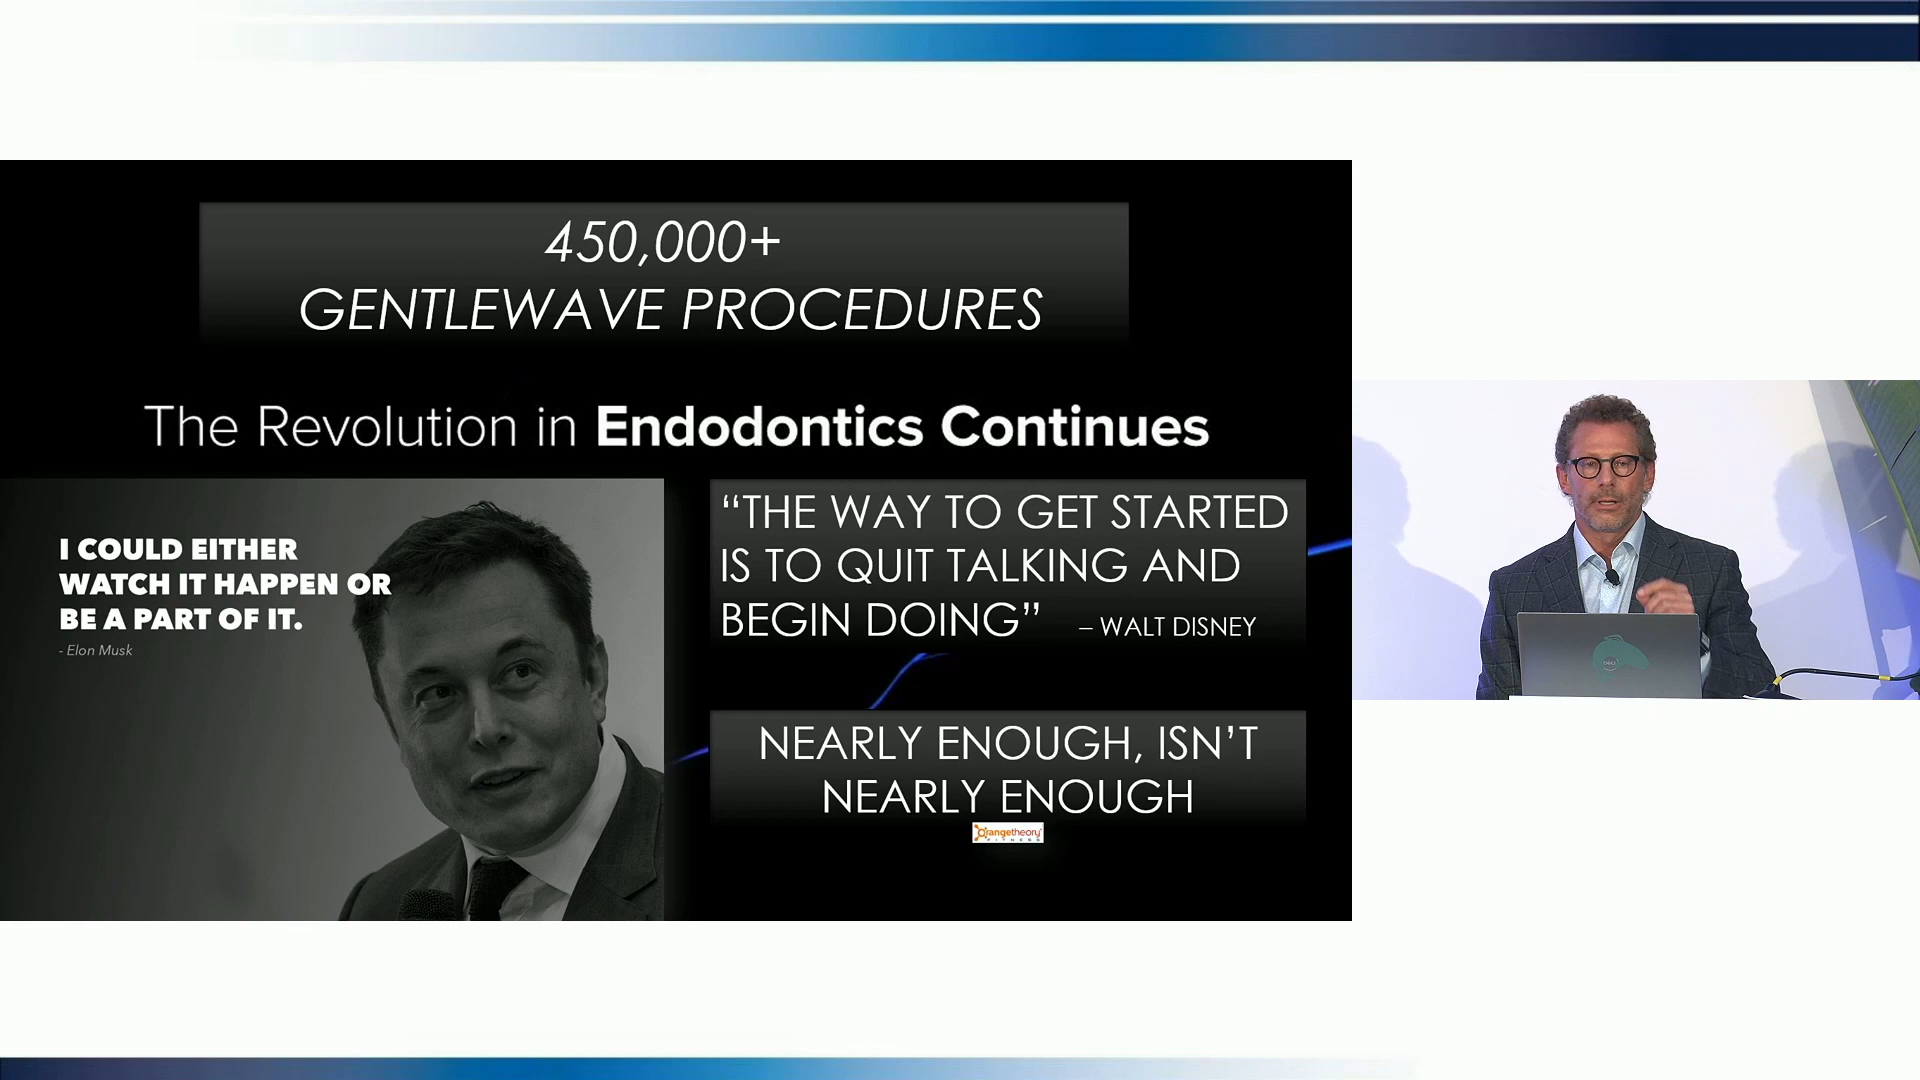 450,000+
GENTLEWAVE PROCEDURES
The Revolution in Endodontics Continues
I COULD EITHER
WATCH IT HAPPEN OR
BE A PART OF IT.
- Elon Musk
“THE WAY TO GET STARTED
IS TO QUIT TALKING AND
BEGIN DOING” – WALT DISNEY
NEARLY ENOUGH, ISN’T
NEARLY ENOUGH
Orangetheory
FITNESS
DELL